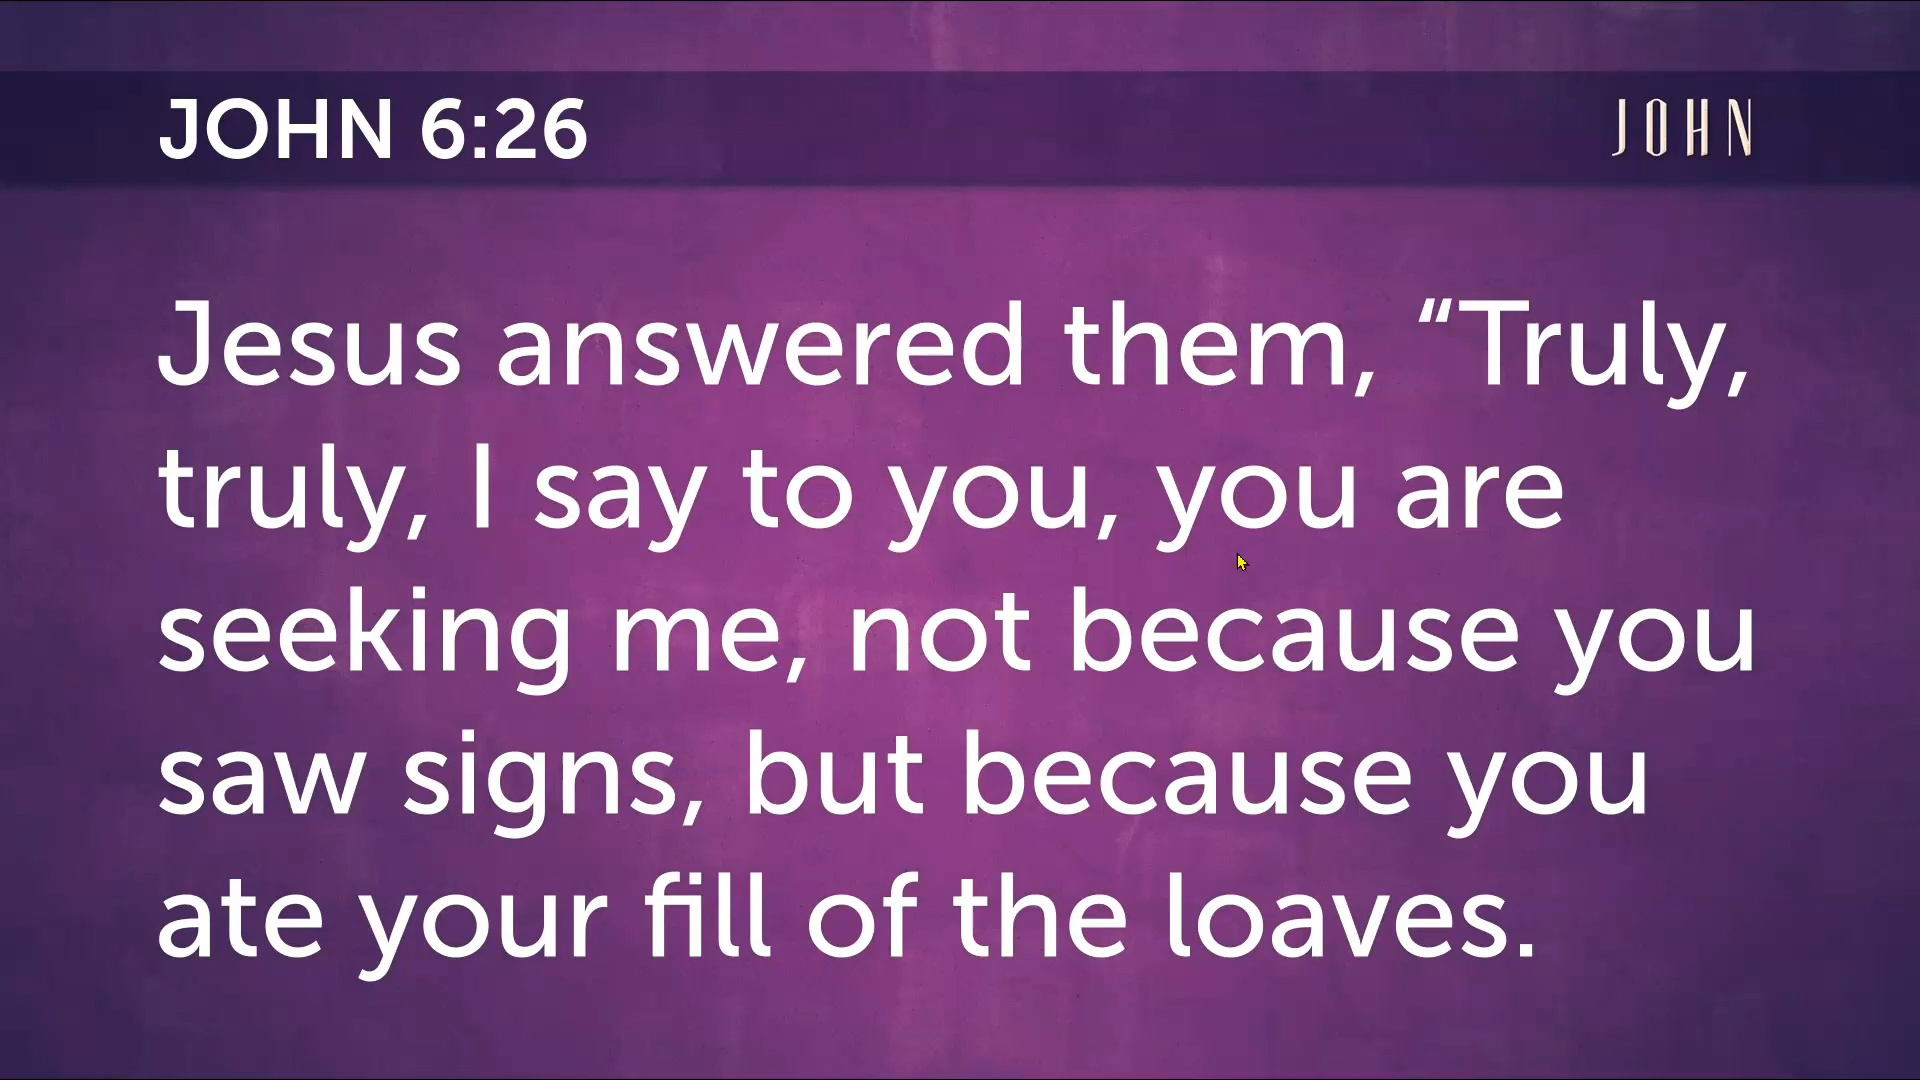 JOHN 6:26
JOHN
Jesus answered them, “Truly,
truly, I say to you, you are
seeking me, not because you
saw signs, but because you
ate your fill of the loaves.